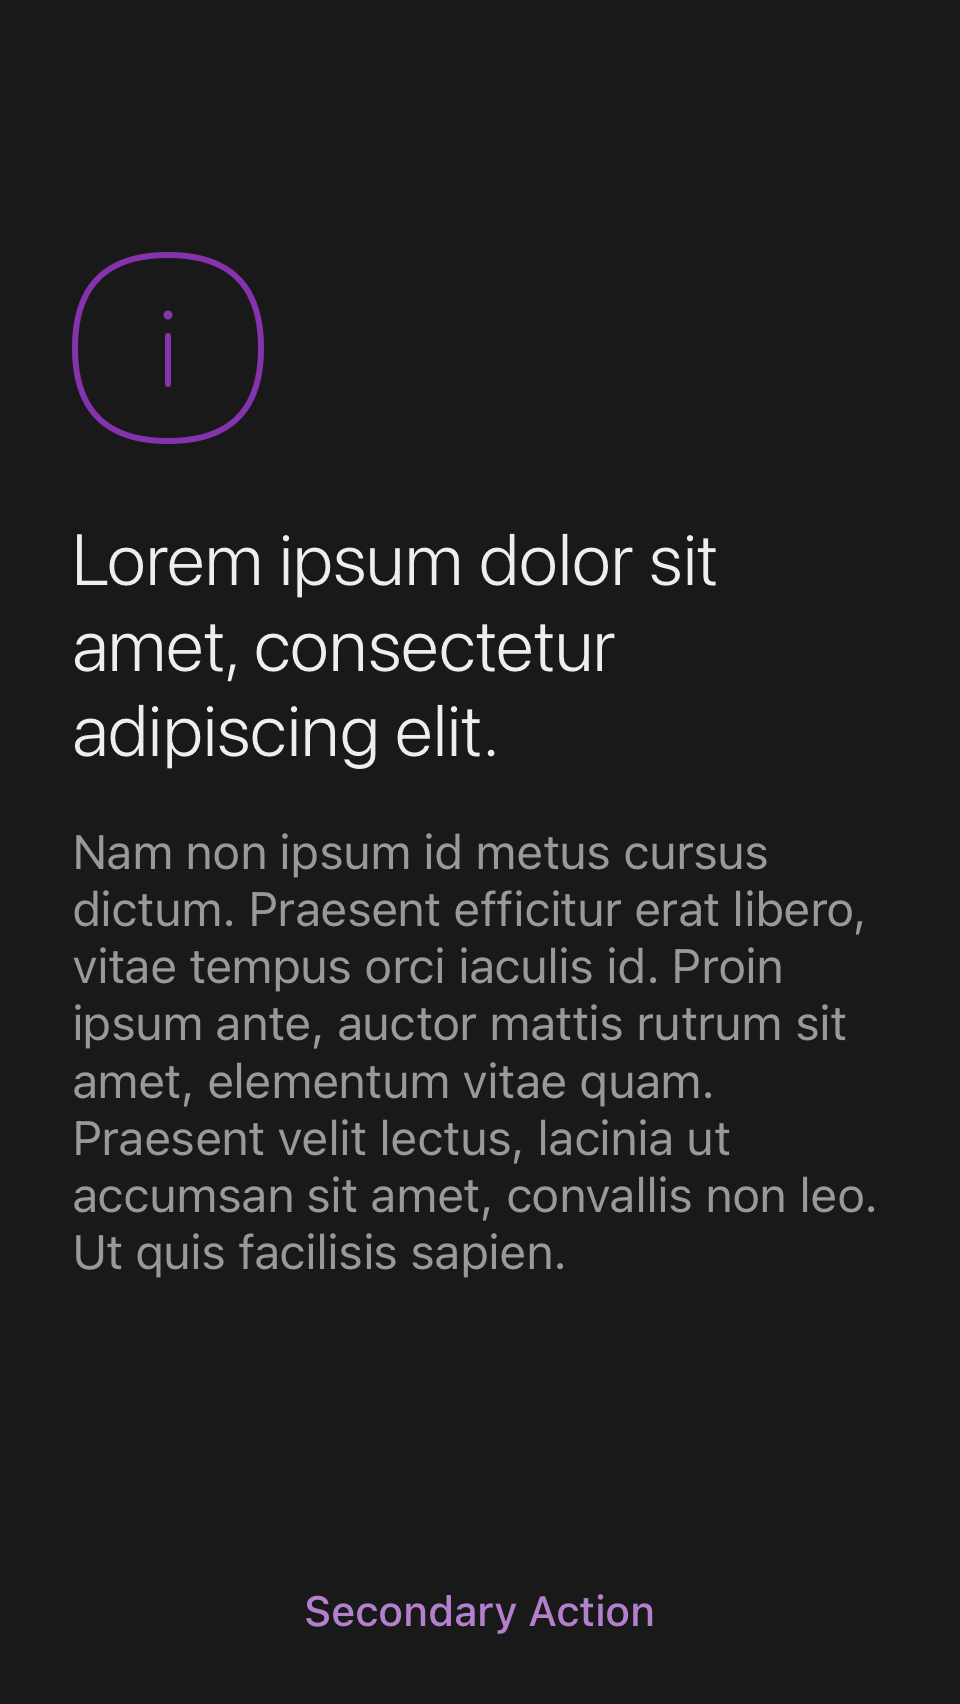 Lorem ipsum dolor sit
amet, consectetur
adipiscing elit.
Nam non ipsum id metus cursus
dictum. Praesent efficitur erat libero,
vitae tempus orci iaculis id. Proin
ipsum ante, auctor mattis rutrum sit
amet, elementum vitae quam.
Praesent velit lectus, lacinia ut
accumsan sit amet, convallis non leo.
Ut quis facilisis sapien.
Secondary Action